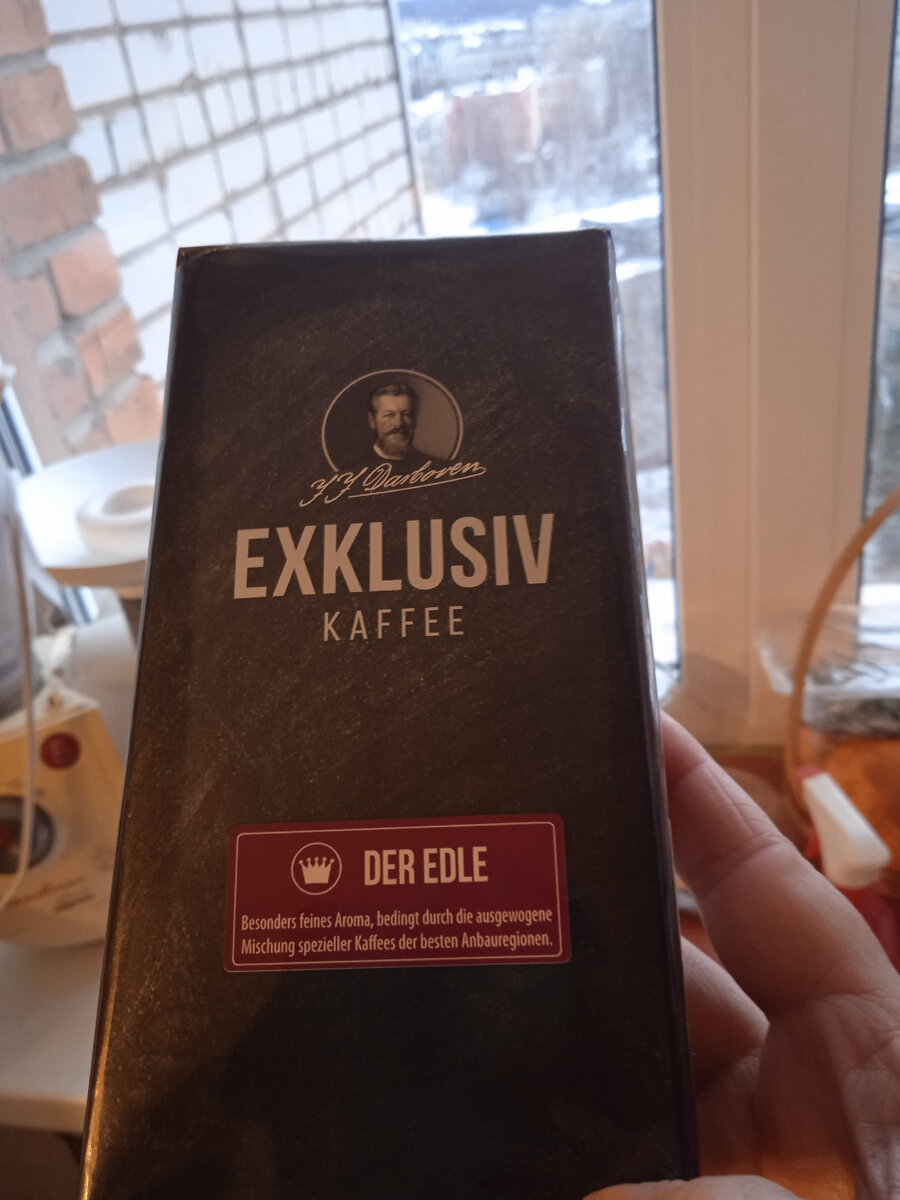 J.J. Darboven
EXKLUSIV
KAFFEE
DER EDLE
Besonders feines Aroma, bedingt durch die ausgewogene
Mischung spezieller Kaffees der besten Anbauregionen.